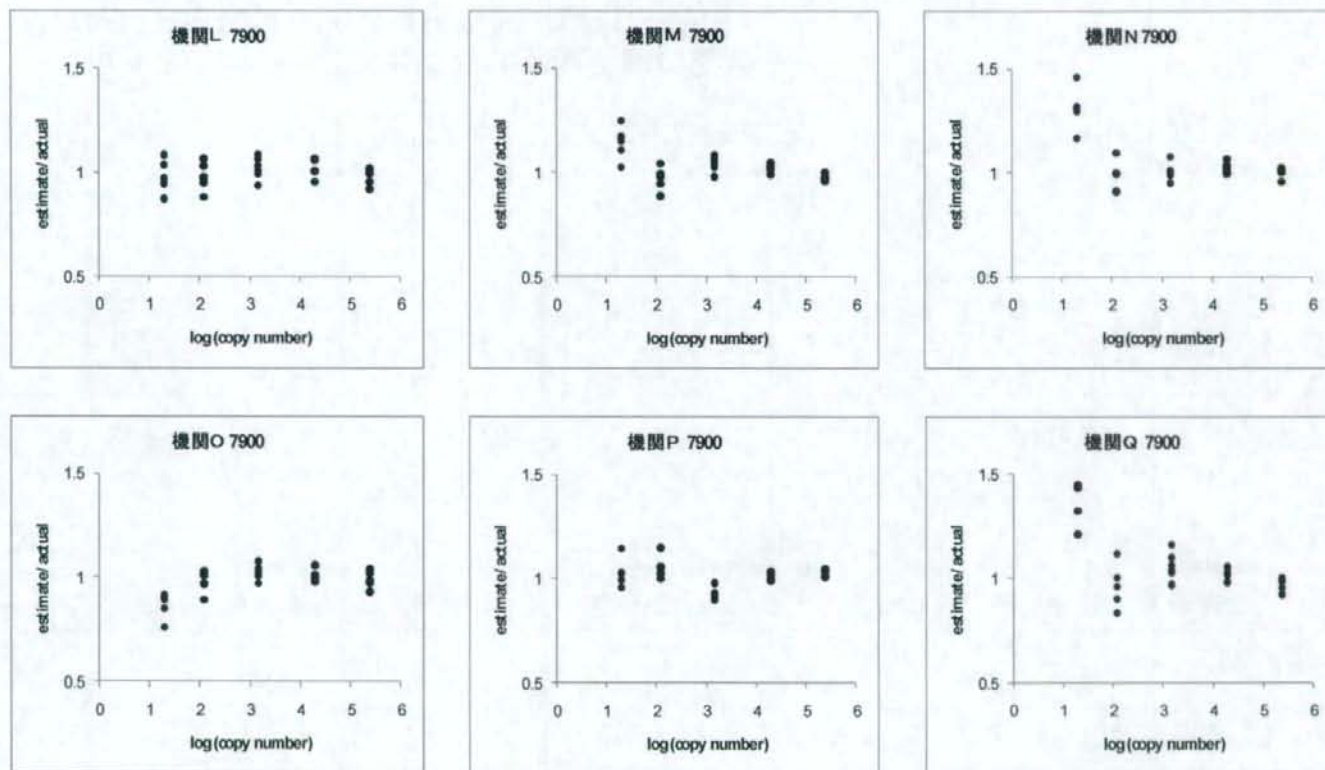 機関L 7900
1.5
1
0.5
estimate/ actual
0 1 2 3 4 5 6
log(copy number)
機関M 7900
1.5
1
0.5
estimate/ actual
0 1 2 3 4 5 6
log(copy number)
機関N 7900
1.5
1
0.5
estimate/ actual
0 1 2 3 4 5 6
log(copy number)
機関O 7900
1.5
1
0.5
estimate/ actual
0 1 2 3 4 5 6
log(copy number)
機関P 7900
1.5
1
0.5
estimate/ actual
0 1 2 3 4 5 6
log(copy number)
機関Q 7900
1.5
1
0.5
estimate/ actual
0 1 2 3 4 5 6
log(copy number)